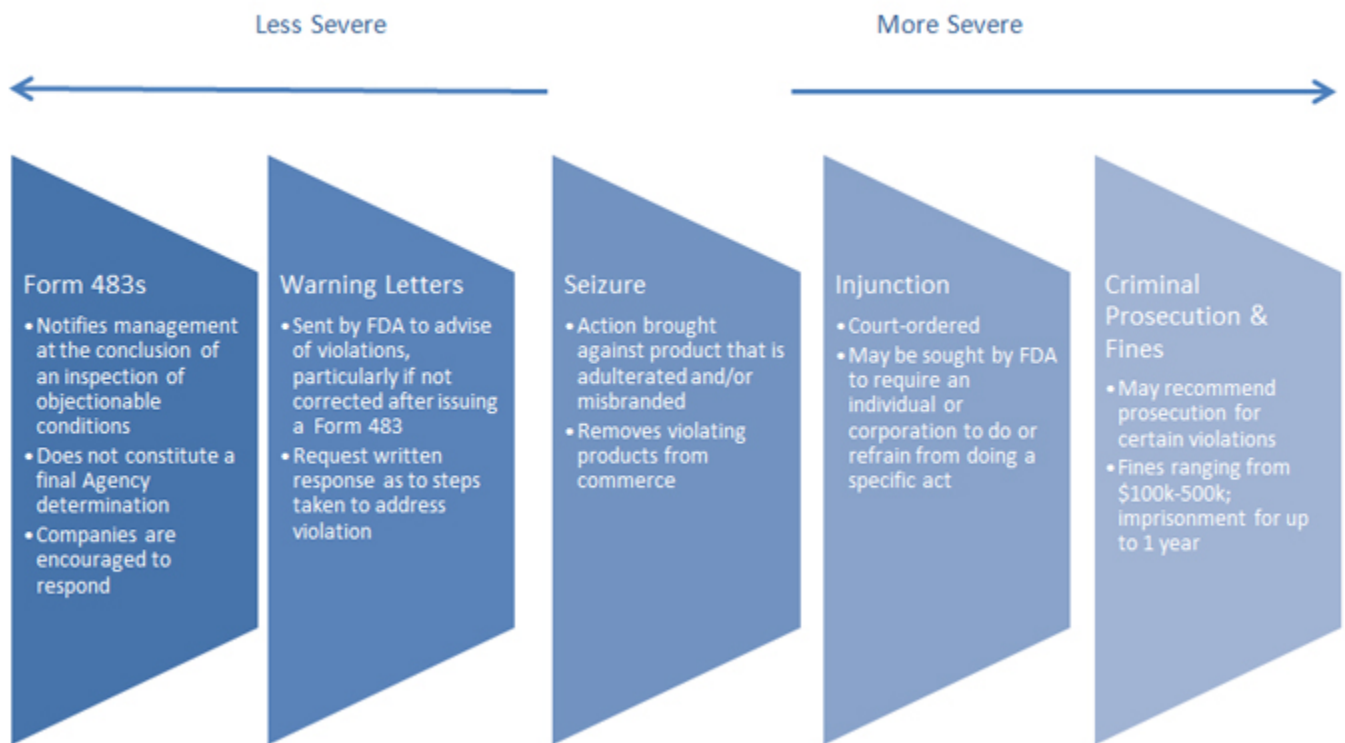 Less Severe
More Severe
Form 483s
•Notifies management
at the conclusion of
an inspection of
objectionable
conditions
•Does not constitute a
final Agency
determination
•Companies are
encouraged to
respond
Warning Letters
•Sent by FDA to advise
of violations,
particularly if not
corrected after issuing
a Form 483
•Request written
response as to steps
taken to address
violation
Seizure
•Action brought
against product that is
adulterated and/or
misbranded
•Removes violating
products from
commerce
Injunction
•Court-ordered
•May be sought by FDA
to require an
individual or
corporation to do or
refrain from doing a
specific act
Criminal
Prosecution &
Fines
•May recommend
prosecution for
certain violations
•Fines ranging from
$100k-500k;
imprisonment for up
to 1 year